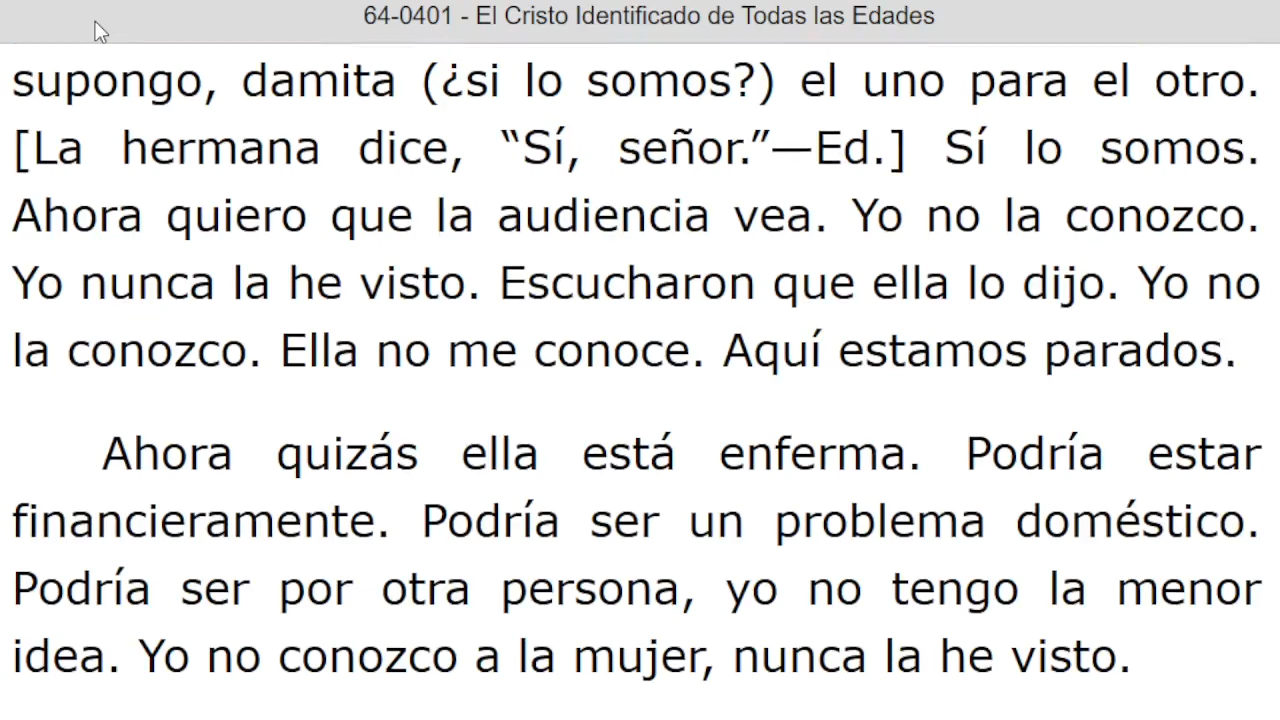 64-0401 - El Cristo Identificado de Todas las Edades
supongo, damita (¿si lo somos?) el uno para el otro.
[La hermana dice, “Sí, señor.”—Ed.] Sí lo somos.
Ahora quiero que la audiencia vea. Yo no la conozco.
Yo nunca la he visto. Escucharon que ella lo dijo. Yo no
la conozco. Ella no me conoce. Aquí estamos parados.
Ahora quizás ella está enferma. Podría estar
financieramente. Podría ser un problema doméstico.
Podría ser por otra persona, yo no tengo la menor
idea. Yo no conozco a la mujer, nunca la he visto.